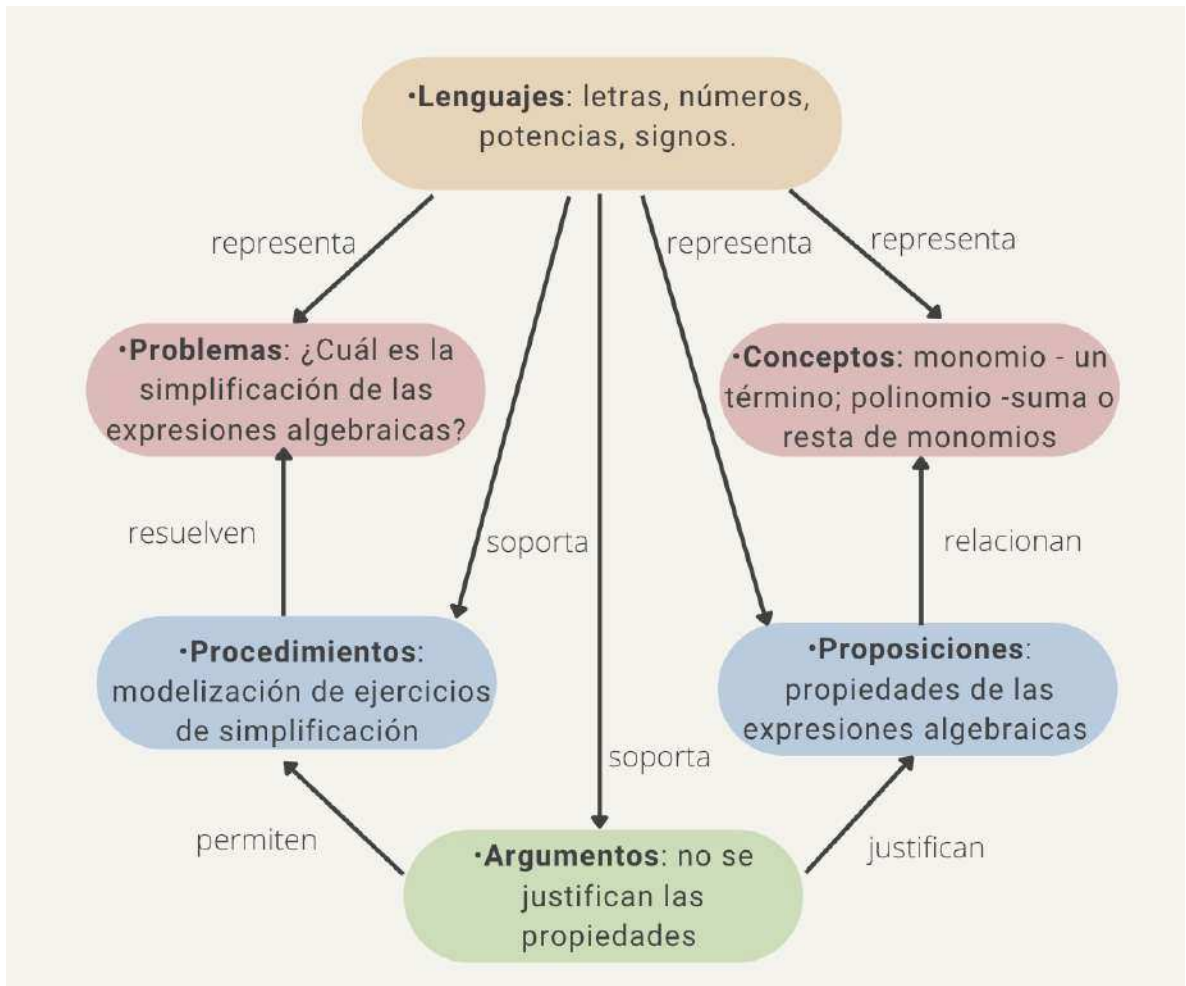 ·Lenguajes: letras, números,
potencias, signos.
representa
representa
representa
·Problemas: ¿Cuál es la
simplificación de las
expresiones algebraicas?
·Conceptos: monomio - un
término; polinomio -suma o
resta de monomios
resuelven
soporta
relacionan
·Procedimientos:
modelización de ejercicios
de simplificación
·Proposiciones:
propiedades de las
expresiones algebraicas
soporta
permiten
justifican
·Argumentos: no se
justifican las
propiedades